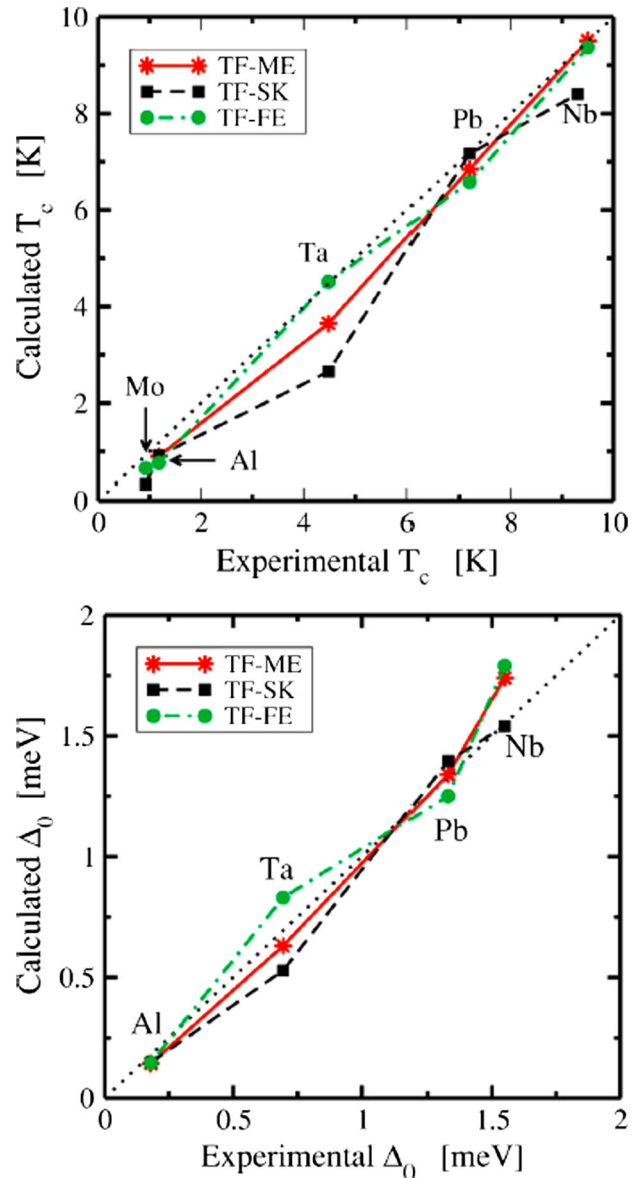 10
8
6
4
2
0
Calculated T_c [K]
TF-ME
TF-SK
TF-FE
Mo
Al
Ta
Pb
Nb
0 2 4 6 8 10
Experimental T_c [K]
2
1.5
1
0.5
0
Calculated Δ_0 [meV]
TF-ME
TF-SK
TF-FE
Al
Ta
Pb
Nb
0 0.5 1 1.5 2
Experimental Δ_0 [meV]